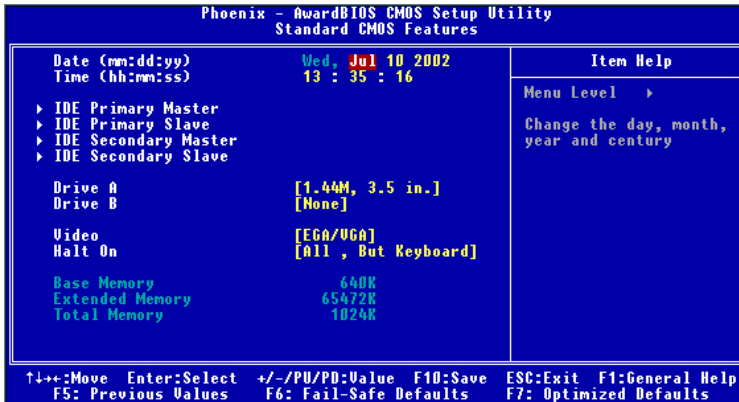 Phoenix - AwardBIOS CMOS Setup Utility
Standard CMOS Features
Date (mm:dd:yy) Wed, Jul 10 2002
Time (hh:mm:ss) 13 : 35 : 16
IDE Primary Master
IDE Primary Slave
IDE Secondary Master
IDE Secondary Slave
Drive A [1.44M, 3.5 in.]
Drive B [None]
Video [EGA/VGA]
Halt On [All , But Keyboard]
Base Memory 640K
Extended Memory 65472K
Total Memory 1024K
Item Help
Menu Level
Change the day, month,
year and century
↑↓→←:Move Enter:Select +/-/PU/PD:Value F10:Save ESC:Exit F1:General Help
F5: Previous Values F6: Fail-Safe Defaults F7: Optimized Defaults